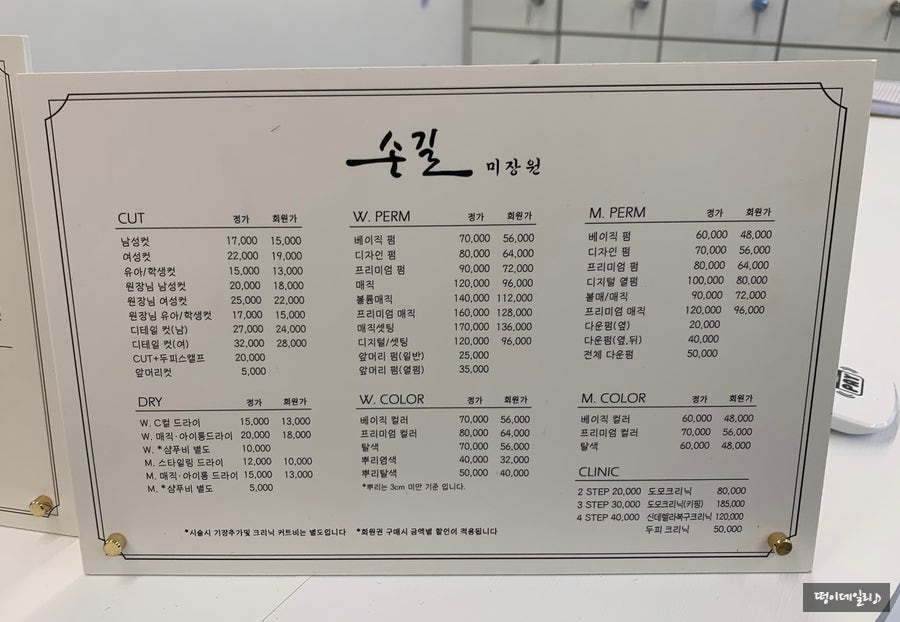 손길 미장원
CUT 정가 회원가
남성컷 17,000 15,000
여성컷 22,000 19,000
유아/학생컷 15,000 13,000
원장님 남성컷 20,000 18,000
원장님 여성컷 25,000 22,000
원장님 유아/학생컷 17,000 15,000
디테일 컷(남) 27,000 24,000
디테일 컷(여) 32,000 28,000
CUT+두피스캘프 20,000
앞머리컷 5,000
DRY 정가 회원가
W. C컬 드라이 15,000 13,000
W. 매직·아이롱드라이 20,000 18,000
W. *샴푸비 별도 10,000
M. 스타일링 드라이 12,000 10,000
M. 매직·아이롱 드라이 15,000 13,000
M. *샴푸비 별도 5,000
W. PERM 정가 회원가
베이직 펌 70,000 56,000
디자인 펌 80,000 64,000
프리미엄 펌 90,000 72,000
매직 120,000 96,000
볼륨매직 140,000 112,000
프리미엄 매직 160,000 128,000
매직셋팅 170,000 136,000
디지털/셋팅 120,000 96,000
앞머리 펌(일반) 25,000
앞머리 펌(열펌) 35,000
W. COLOR 정가 회원가
베이직 컬러 70,000 56,000
프리미엄 컬러 80,000 64,000
탈색 70,000 56,000
뿌리염색 40,000 32,000
뿌리탈색 50,000 40,000
*뿌리는 3cm 미만 기준 입니다.
M. PERM 정가 회원가
베이직 펌 60,000 48,000
디자인 펌 70,000 56,000
프리미엄 펌 80,000 64,000
디지털 열펌 100,000 80,000
볼매/매직 90,000 72,000
프리미엄 매직 120,000 96,000
다운펌(옆) 20,000
다운펌(옆,뒤) 40,000
전체 다운펌 50,000
M. COLOR 정가 회원가
베이직 컬러 60,000 48,000
프리미엄 컬러 70,000 56,000
탈색 60,000 48,000
CLINIC
2 STEP 20,000 도모크리닉 80,000
3 STEP 30,000 도모크리닉(키핑) 185,000
4 STEP 40,000 신데렐라복구크리닉 120,000
두피 크리닉 50,000
*시술시 기장추가및 크리닉 커트비는 별도입니다 *회원권 구매시 금액별 할인이 적용됩니다
PAY
떵이데일리♪